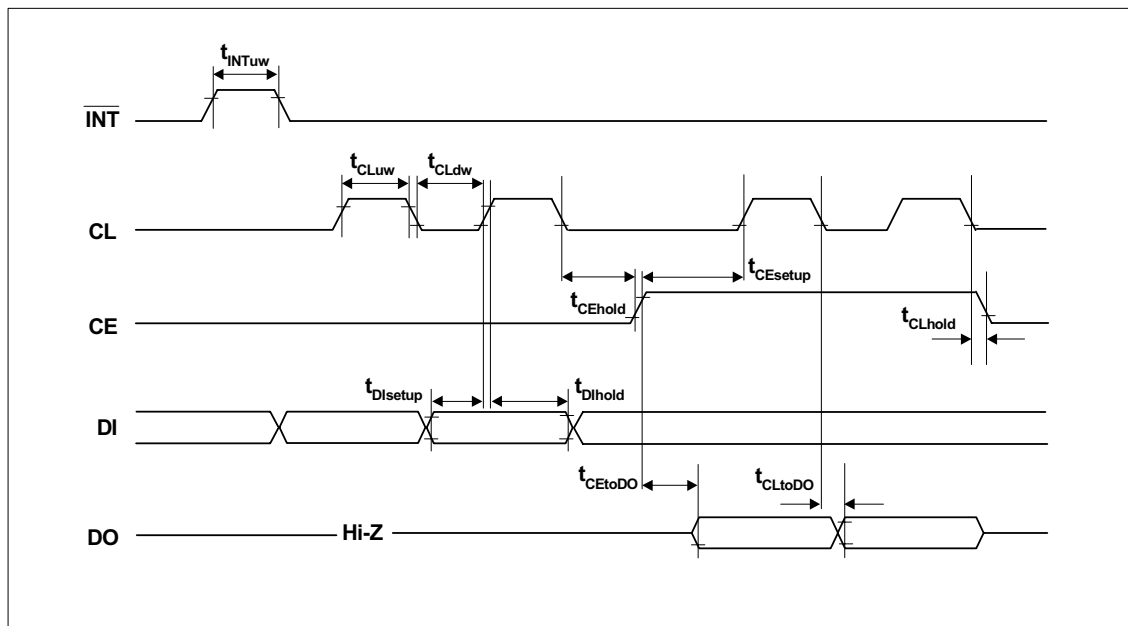 tINTuw
INT
tCLuw tCLdw
CL
tCEsetup
tCEhold
CE
tCLhold
tDIsetup tDIhold
DI
tCEtoDO tCLtoDO
DO Hi-Z